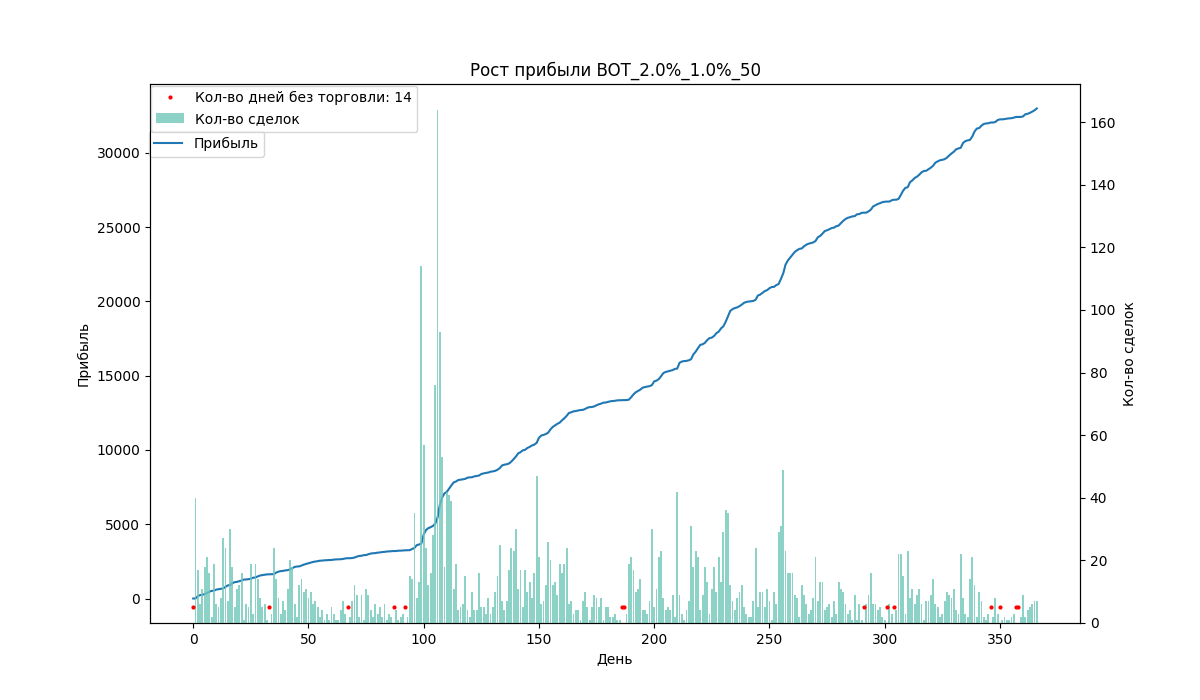 Рост прибыли BOT_2.0%_1.0%_50
Кол-во дней без торговли: 14
Кол-во сделок
Прибыль
30000
25000
20000
15000
10000
5000
0
Прибыль
160
140
120
100
80
60
40
20
0
Кол-во сделок
0 50 100 150 200 250 300 350
День